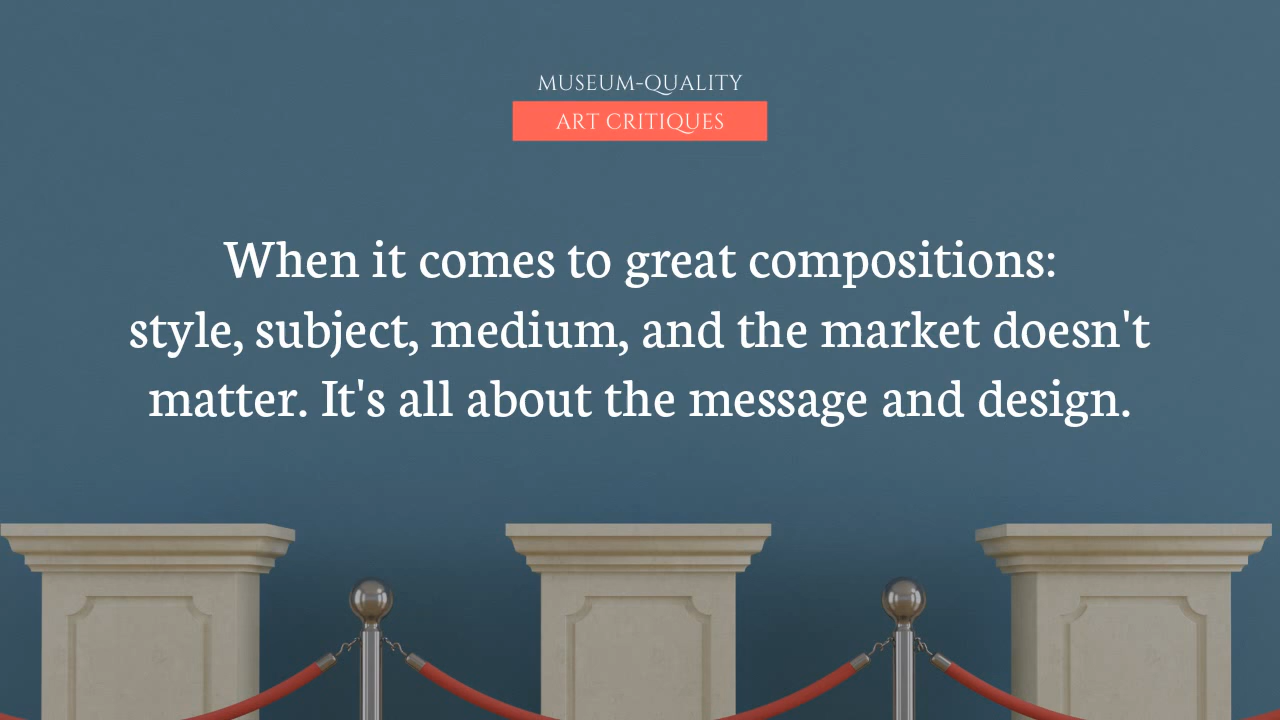 MUSEUM-QUALITY
ART CRITIQUES
When it comes to great compositions:
style, subject, medium, and the market doesn't
matter. It's all about the message and design.